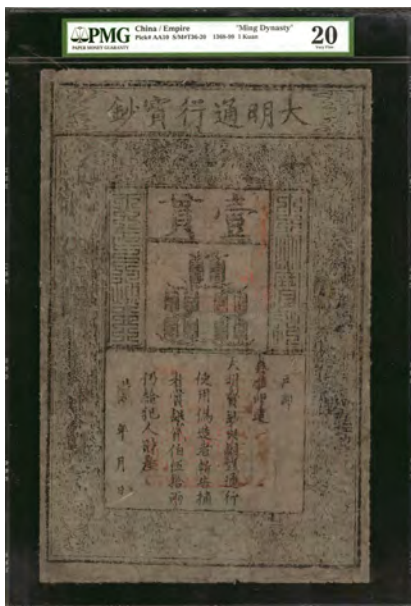 PMG
PAPER MONEY GUARANTY
China / Empire "Ming Dynasty"
Pick# AA10 S/M#T36-20 1368-99 1 Kuan
20
Very Fine
大明通行寶鈔
壹貫
戶部
奏准印造
大明寶鈔與銅錢通行
使用偽造者斬告捕
者賞銀貳伯伍拾兩
仍給犯人財產
洪武 年 月 日